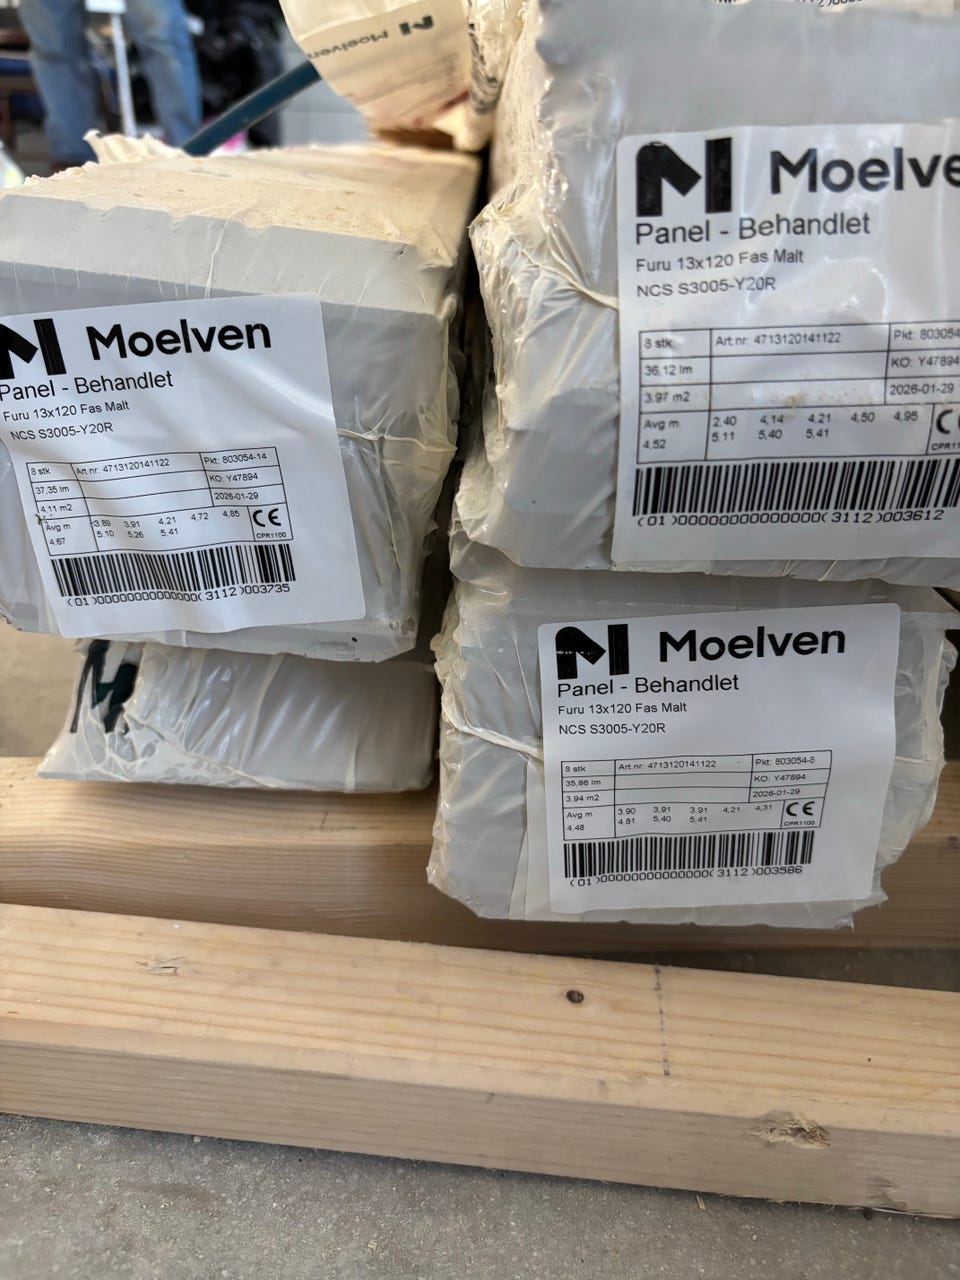 Moelven
Moelven
Panel - Behandlet
Furu 13x120 Fas Malt
NCS S3005-Y20R
8 stk Art.nr: 4713120141122 Pkt: 803054-14
37,35 lm KO: Y47894
4,11 m2 2026-01-29
Avg m 3,89 3,91 4,21 4,72 4,85 CE
4,67 5,10 5,26 5,41 CPR1100
(01)00000000000000(3112)003735
Moelve
Panel - Behandlet
Furu 13x120 Fas Malt
NCS S3005-Y20R
8 stk Art.nr: 4713120141122 Pkt: 803054-
36,12 lm KO: Y47894
3,97 m2 2026-01-29
Avg m 2,40 4,14 4,21 4,50 4,95
4,52 5,11 5,40 5,41 CPR11
(01)00000000000000(3112)003612
Moelven
Panel - Behandlet
Furu 13x120 Fas Malt
NCS S3005-Y20R
8 stk Art.nr: 4713120141122 Pkt: 803054-8
35,86 lm KO: Y47894
3,94 m2 2026-01-29
Avg m 3,90 3,91 3,91 4,21 4,31 CE
4,48 4,81 5,40 5,41 CPR1100
(01)00000000000000(3112)003586